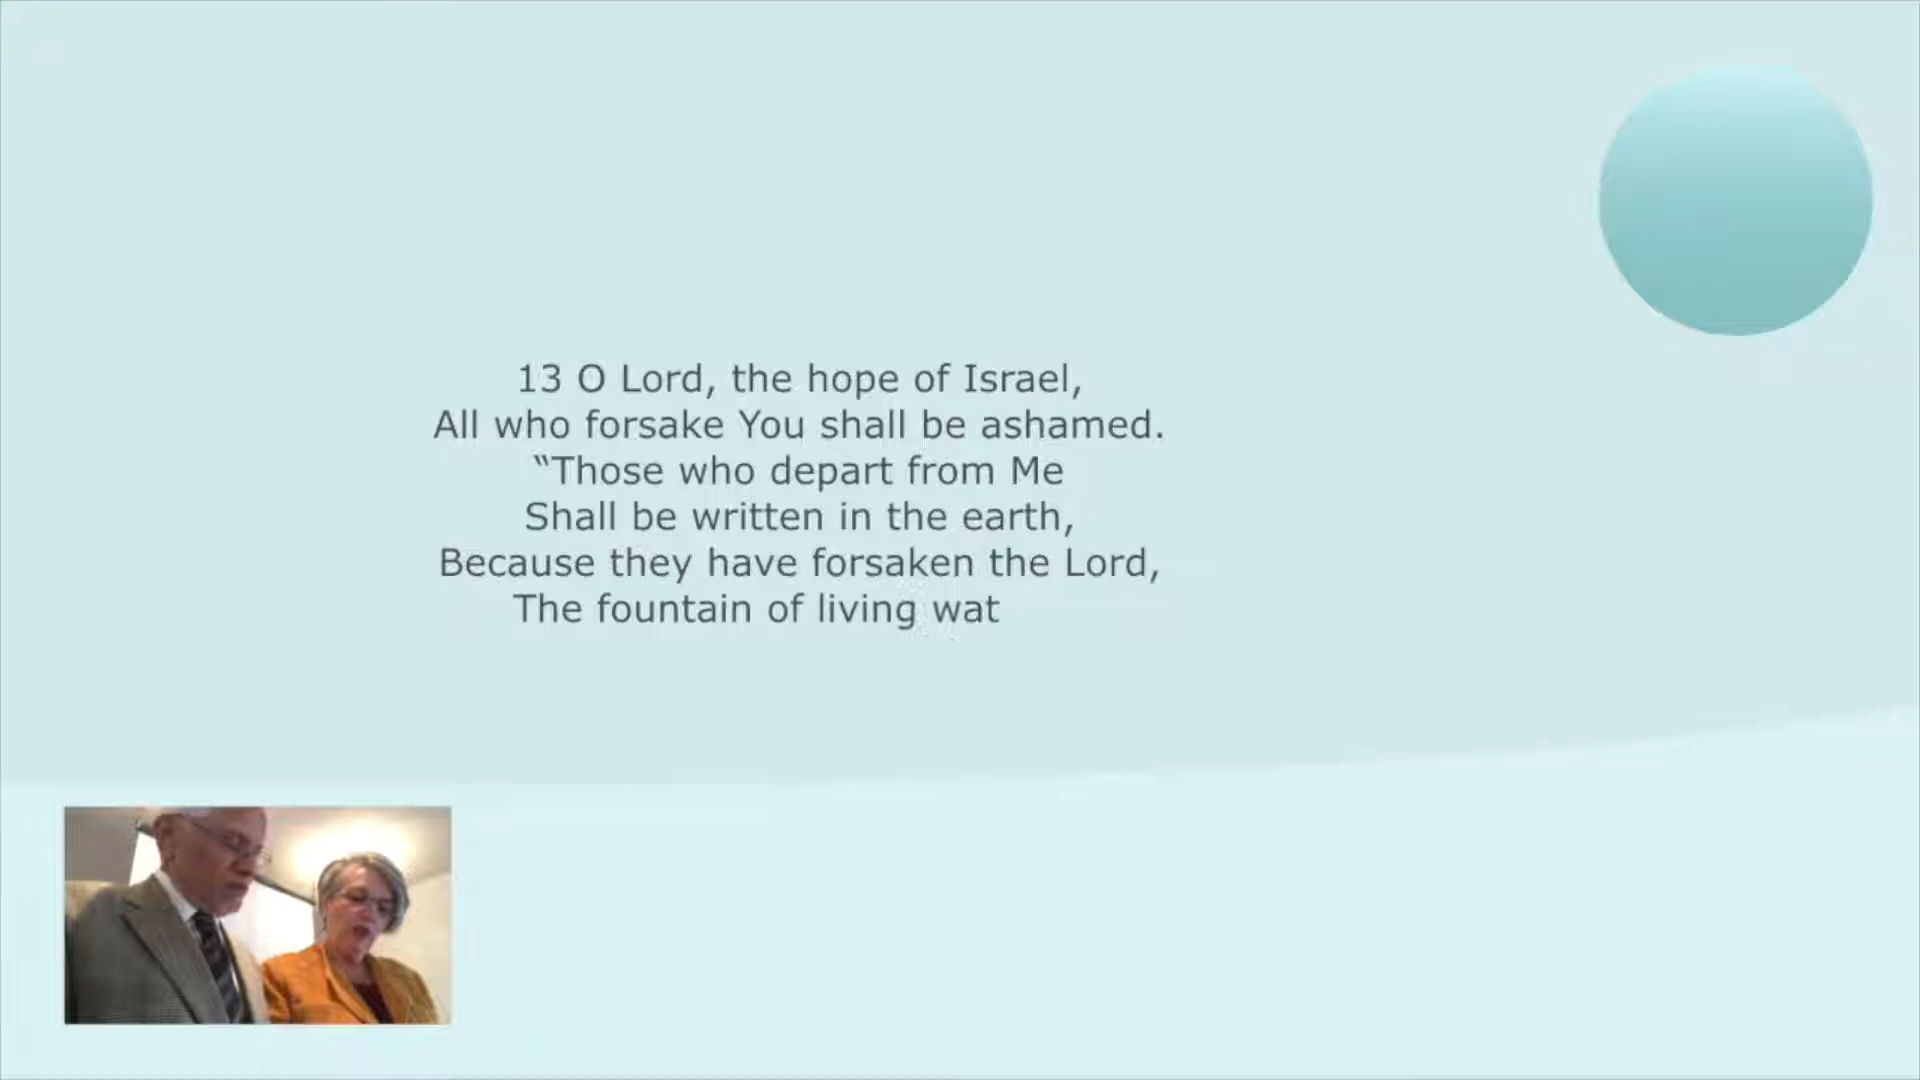 13 O Lord, the hope of Israel,
All who forsake You shall be ashamed.
“Those who depart from Me
Shall be written in the earth,
Because they have forsaken the Lord,
The fountain of living wat